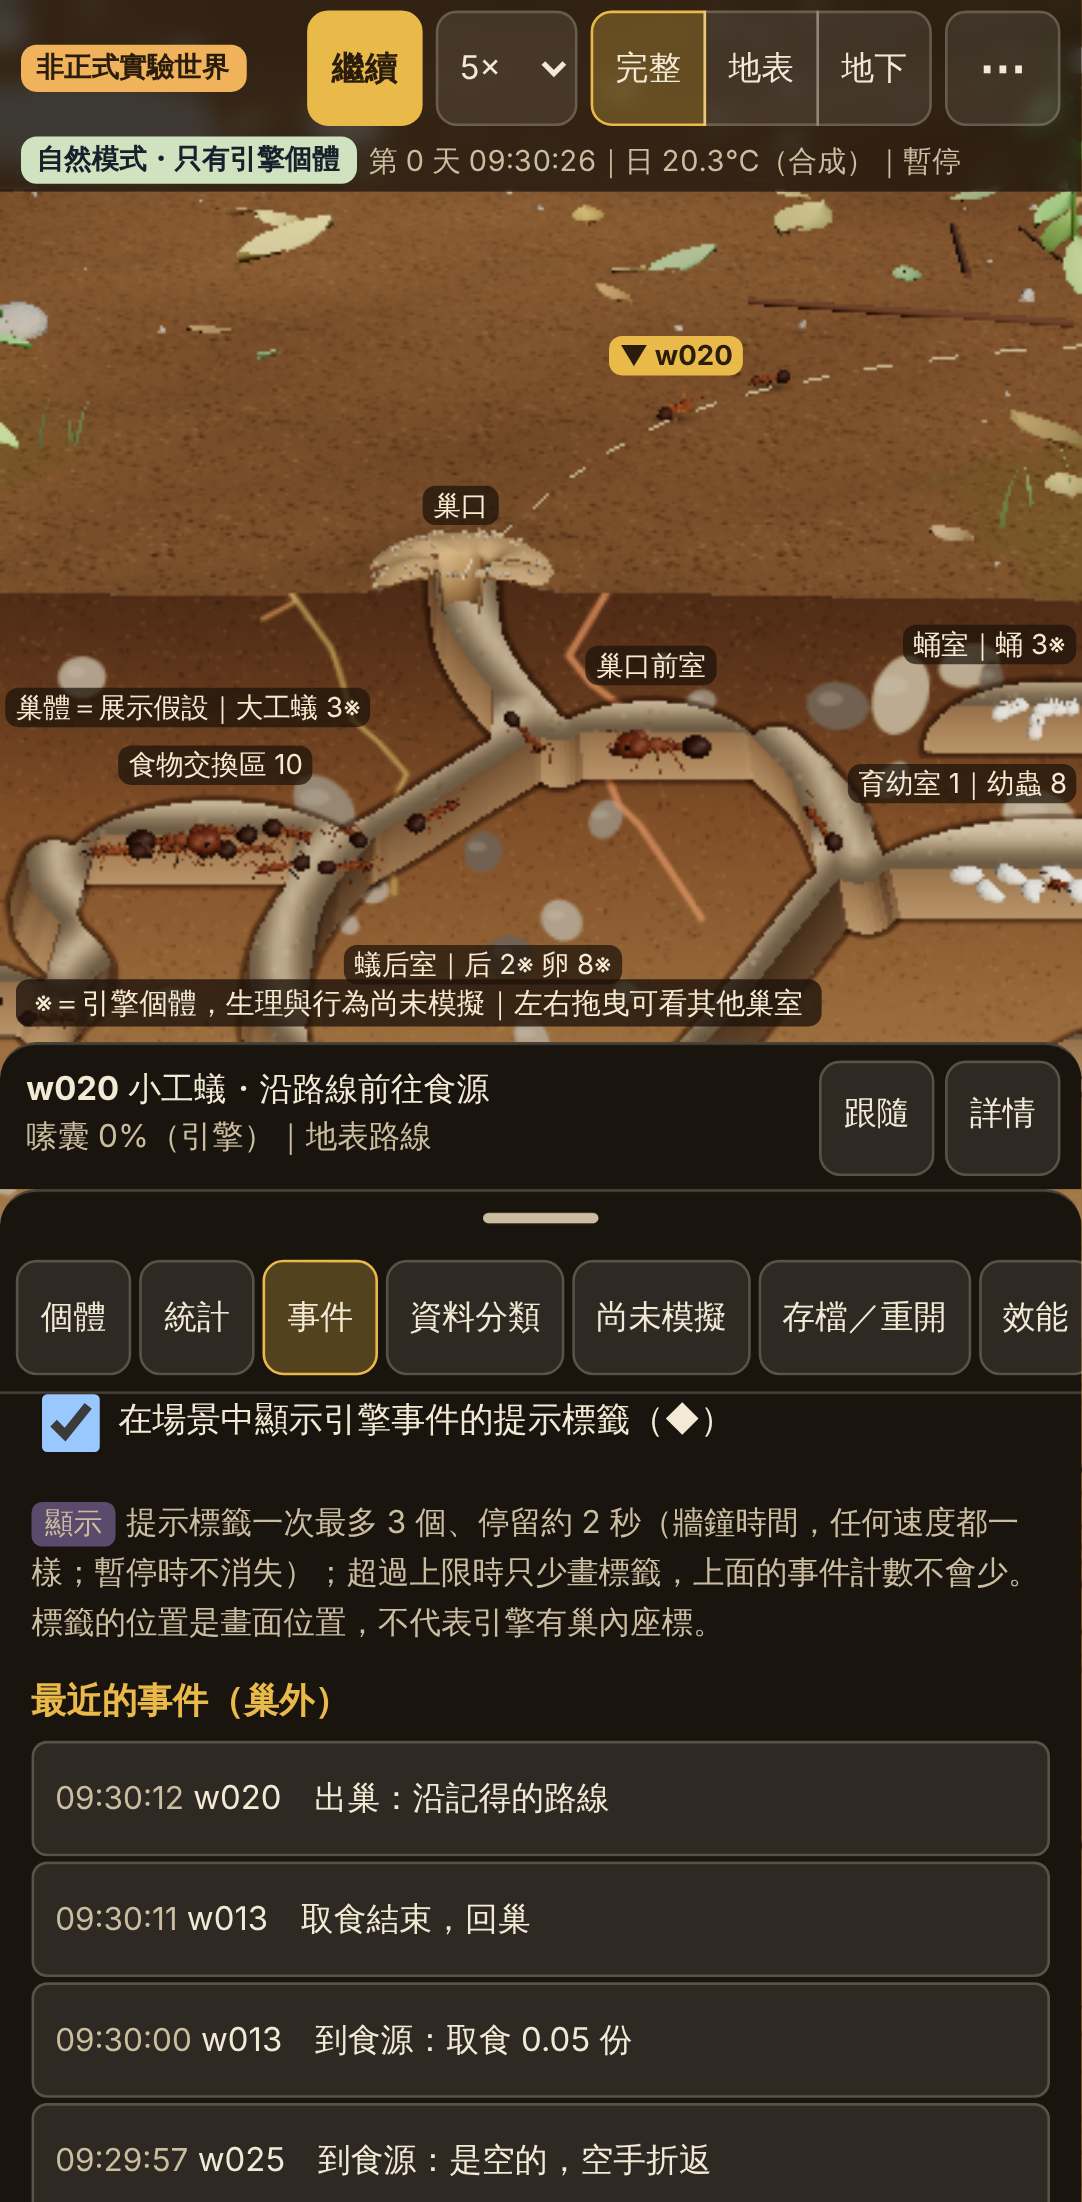 非正式實驗世界
繼續
5×
完整
地表
地下
⋯
自然模式・只有引擎個體
第 0 天 09:30:26｜日 20.3°C（合成）｜暫停
▼ w020
巢口
巢口前室
蛹室｜蛹 3※
巢體＝展示假設｜大工蟻 3※
食物交換區 10
育幼室 1｜幼蟲 8
蟻后室｜后 2※ 卵 8※
※＝引擎個體，生理與行為尚未模擬｜左右拖曳可看其他巢室
w020 小工蟻・沿路線前往食源
嗉囊 0%（引擎）｜地表路線
跟隨
詳情
個體
統計
事件
資料分類
尚未模擬
存檔／重開
效能
在場景中顯示引擎事件的提示標籤（◆）
顯示 提示標籤一次最多 3 個、停留約 2 秒（牆鐘時間，任何速度都一
樣；暫停時不消失）；超過上限時只少畫標籤，上面的事件計數不會少。
標籤的位置是畫面位置，不代表引擎有巢內座標。
最近的事件（巢外）
09:30:12 w020 出巢：沿記得的路線
09:30:11 w013 取食結束，回巢
09:30:00 w013 到食源：取食 0.05 份
09:29:57 w025 到食源：是空的，空手折返